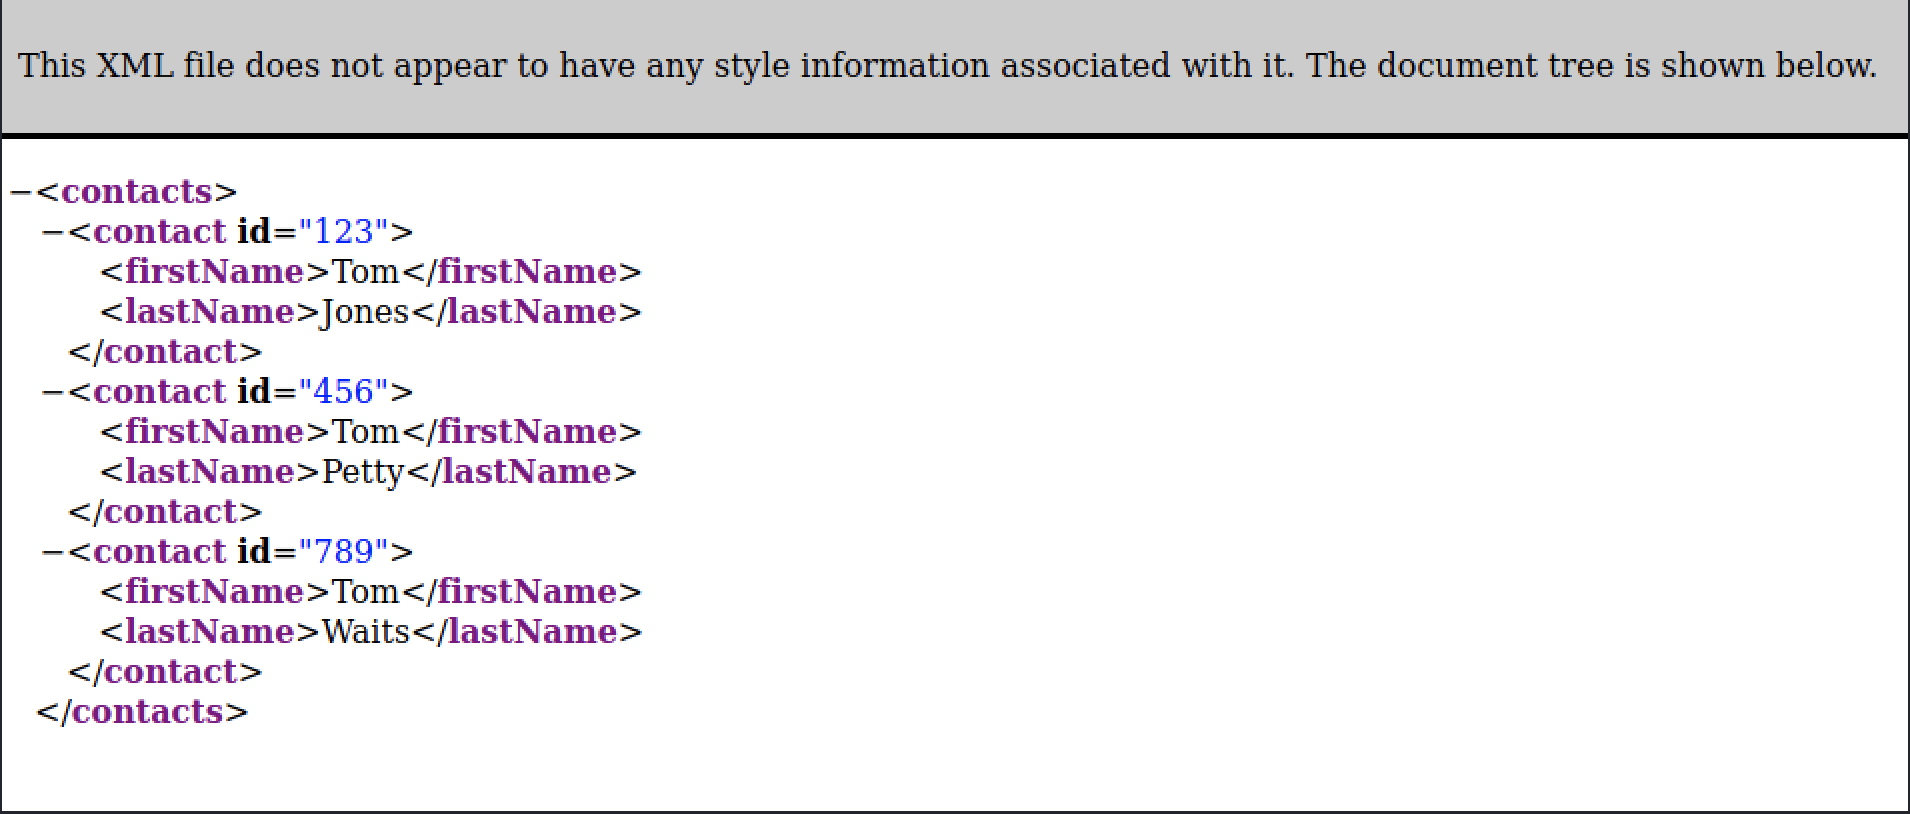 This XML file does not appear to have any style information associated with it. The document tree is shown below.
−<contacts>
−<contact id="123">
<firstName>Tom</firstName>
<lastName>Jones</lastName>
</contact>
−<contact id="456">
<firstName>Tom</firstName>
<lastName>Petty</lastName>
</contact>
−<contact id="789">
<firstName>Tom</firstName>
<lastName>Waits</lastName>
</contact>
</contacts>